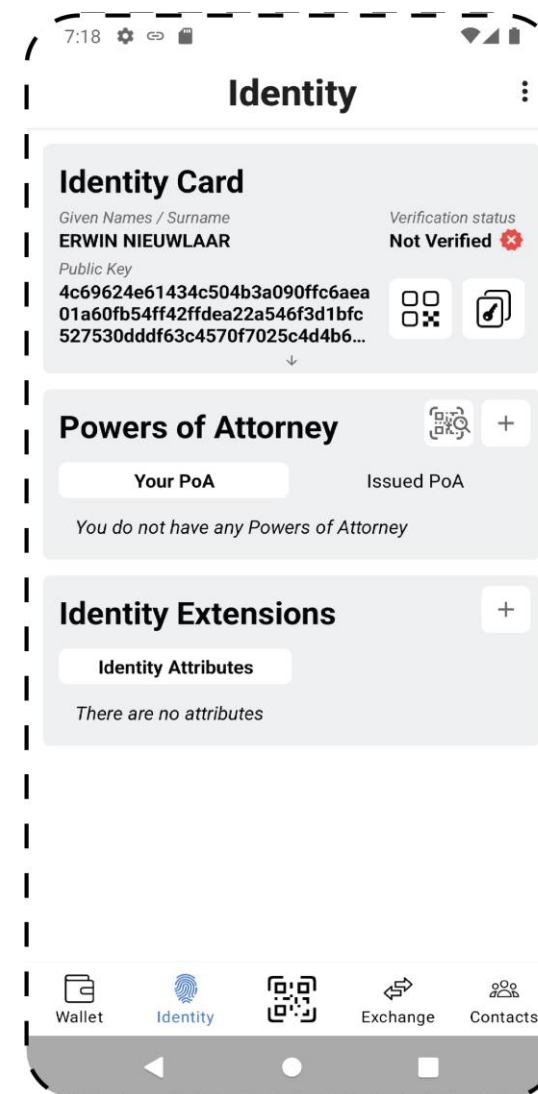 7:18
Identity
Identity Card
Given Names / Surname
Verification status
ERWIN NIEUWLAAR
Not Verified
Public Key
4c69624e61434c504b3a090ffc6aea
01a60fb54ff42ffdea22a546f3d1bfc
527530dddf63c4570f7025c4d4b6...
Powers of Attorney
Your PoA
Issued PoA
You do not have any Powers of Attorney
Identity Extensions
Identity Attributes
There are no attributes
Wallet
Identity
Exchange
Contacts